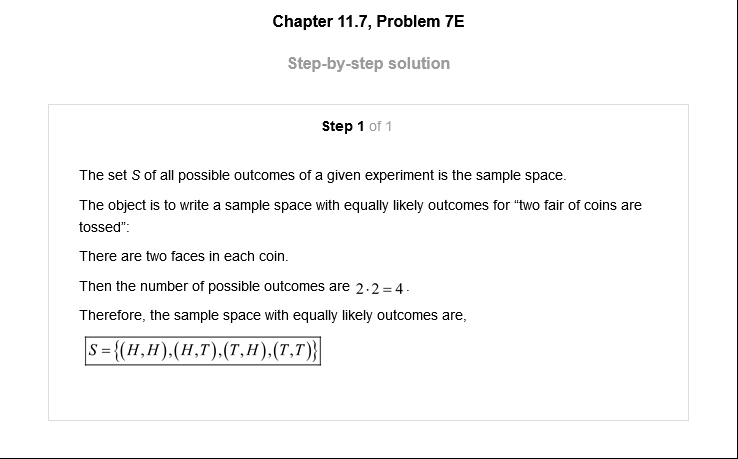 Chapter 11.7, Problem 7E
Step-by-step solution
Step 1 of 1
The set S of all possible outcomes of a given experiment is the sample space.
The object is to write a sample space with equally likely outcomes for “two fair of coins are
tossed”:
There are two faces in each coin.
Then the number of possible outcomes are 2·2=4.
Therefore, the sample space with equally likely outcomes are,
S={(H,H),(H,T),(T,H),(T,T)}